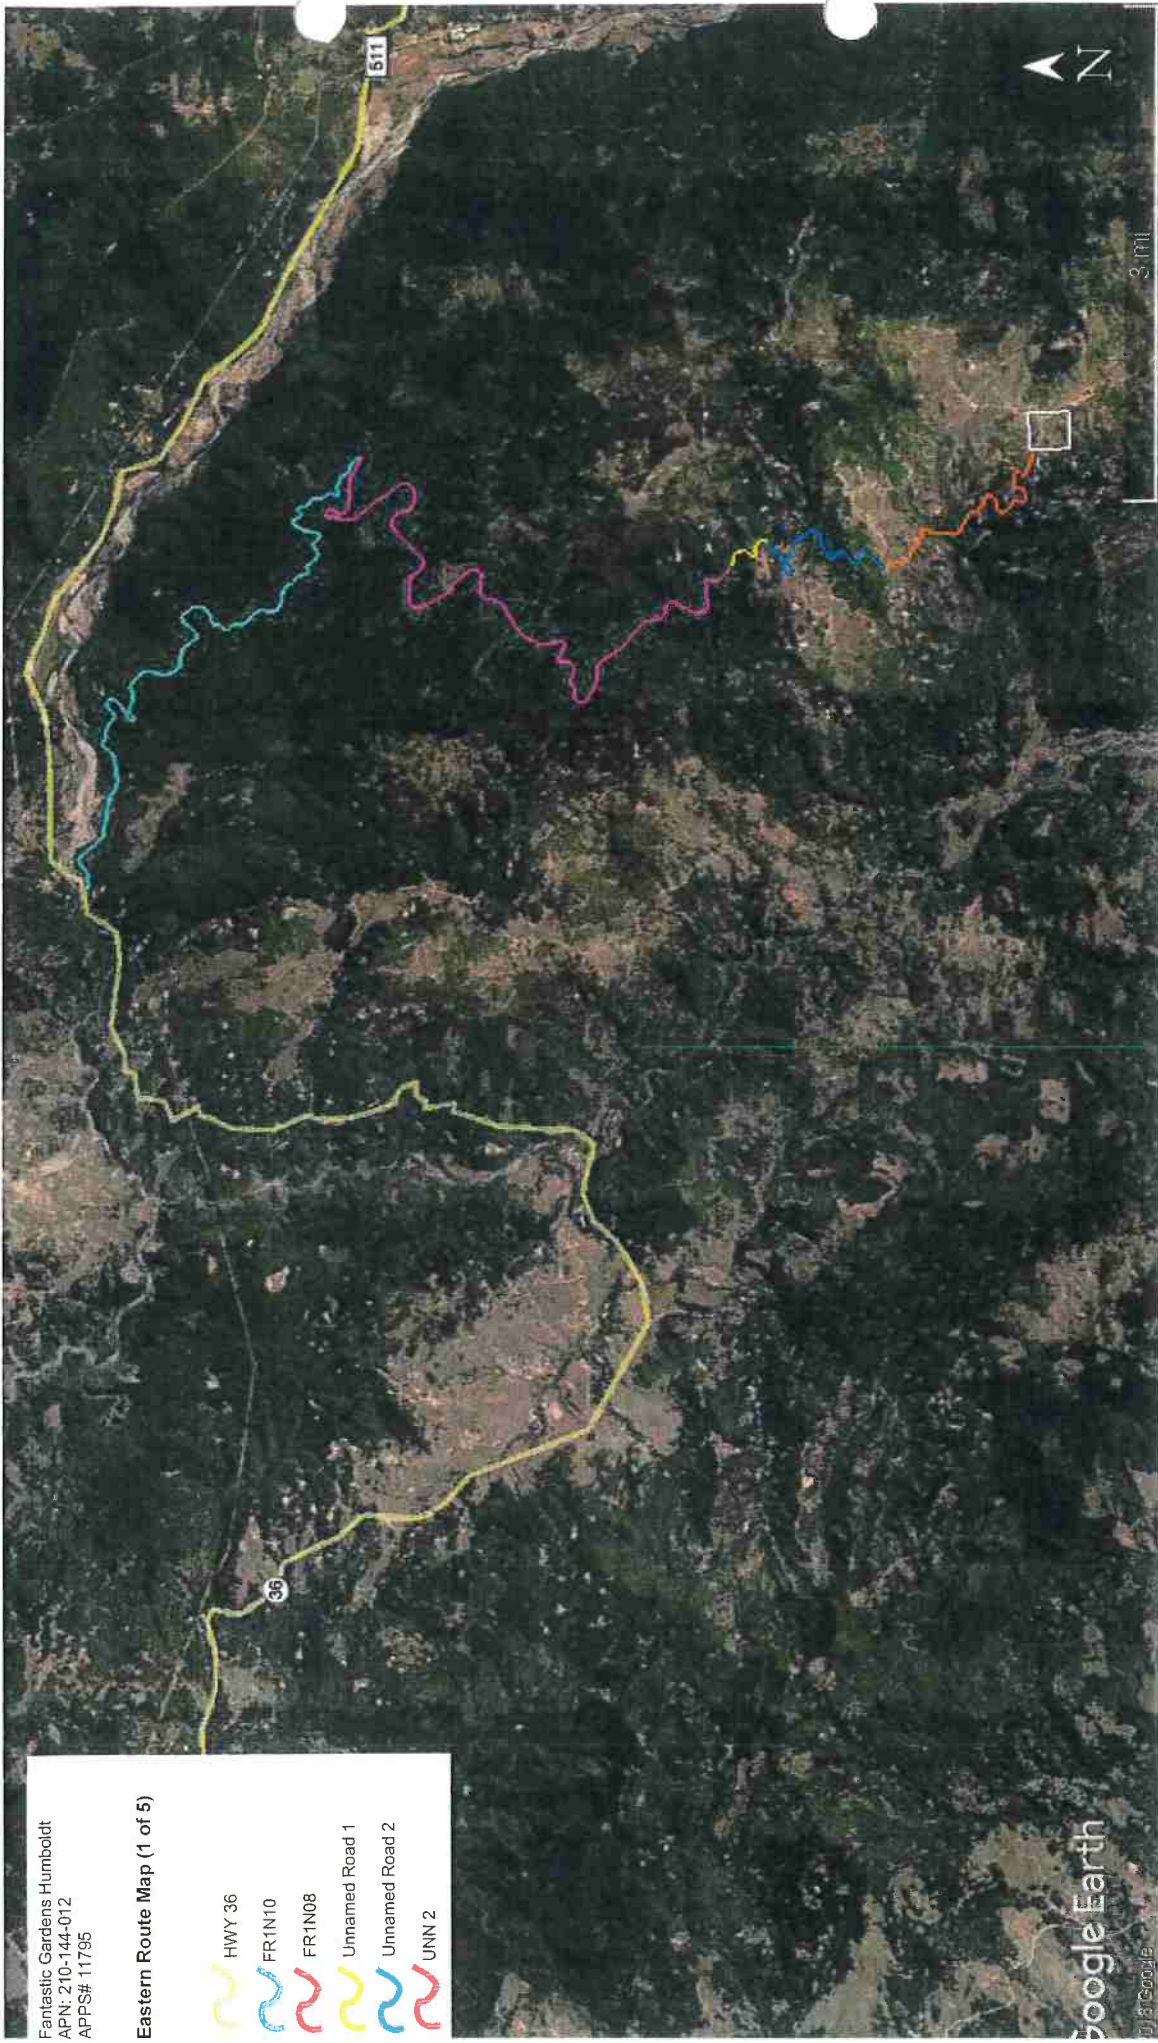 Fantastic Gardens Humboldt
APN: 210-144-012
APPS# 11795
Eastern Route Map (1 of 5)
HWY 36
FR1N10
FR1N08
Unnamed Road 1
Unnamed Road 2
UNN 2
36
511
N
3 mi
Google Earth
Google